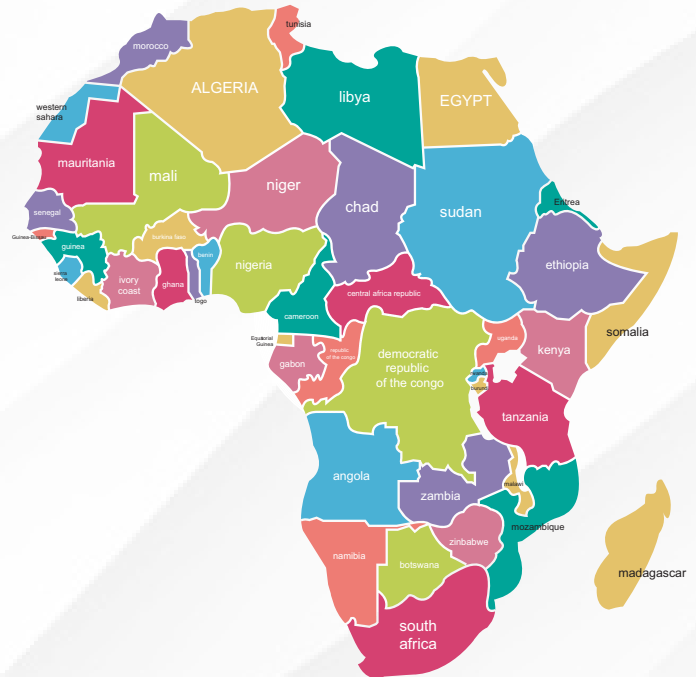 tunisia
morocco
ALGERIA
libya
EGYPT
western
sahara
mauritania
mali
niger
chad
sudan
Eritrea
senegal
Guinea-Bissau
guinea
burkina faso
benin
nigeria
ethiopia
sierra
leone
ivory
coast
ghana
togo
liberia
central africa republic
cameroon
somalia
Equatorial
Guinea
republic
of the congo
gabon
democratic
republic
of the congo
uganda
kenya
rwanda
burundi
tanzania
angola
zambia
malawi
mozambique
zimbabwe
namibia
botswana
madagascar
south
africa